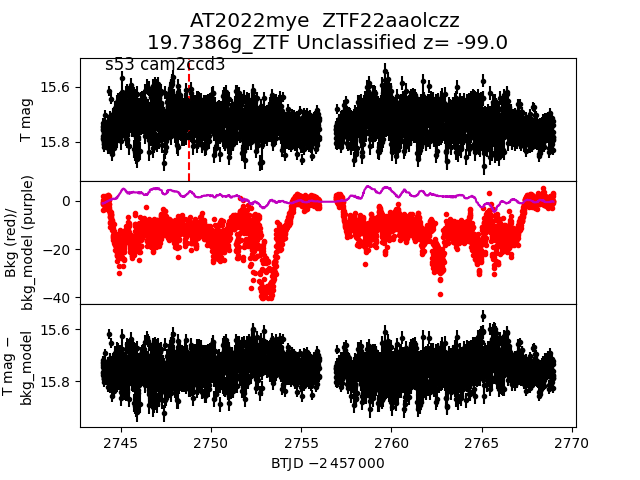 AT2022mye  ZTF22aaolczz
19.7386g_ZTF Unclassified z= -99.0
s53 cam2ccd3
T mag
15.6
15.8
Bkg (red)/
bkg_model (purple)
0
−20
−40
T mag −
bkg_model
15.6
15.8
2745
2750
2755
2760
2765
2770
BTJD −2 457 000